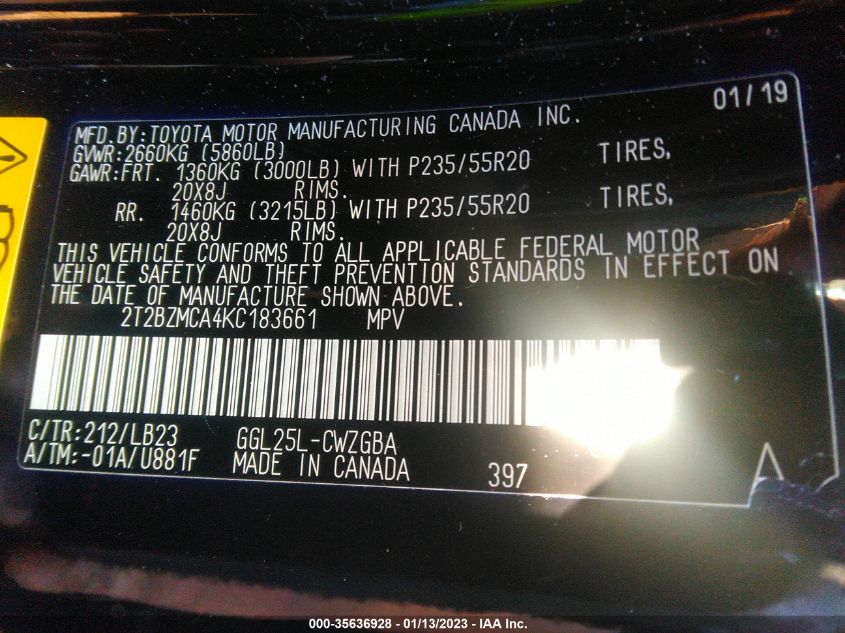 01/19
MFD.BY:TOYOTA MOTOR MANUFACTURING CANADA INC.
GVWR:2660KG (5860LB)
GAWR:FRT. 1360KG (3000LB) WITH P235/55R20 TIRES,
20X8J RIMS.
RR. 1460KG (3215LB) WITH P235/55R20 TIRES,
20X8J RIMS.
THIS VEHICLE CONFORMS TO ALL APPLICABLE FEDERAL MOTOR
VEHICLE SAFETY AND THEFT PREVENTION STANDARDS IN EFFECT ON
THE DATE OF MANUFACTURE SHOWN ABOVE.
2T2BZMCA4KC183661 MPV
C/TR:212/LB23 GGL25L-CWZGBA
A/TM:-01A/U881F MADE IN CANADA 397 A
000-35636928 - 01/13/2023 - IAA Inc.